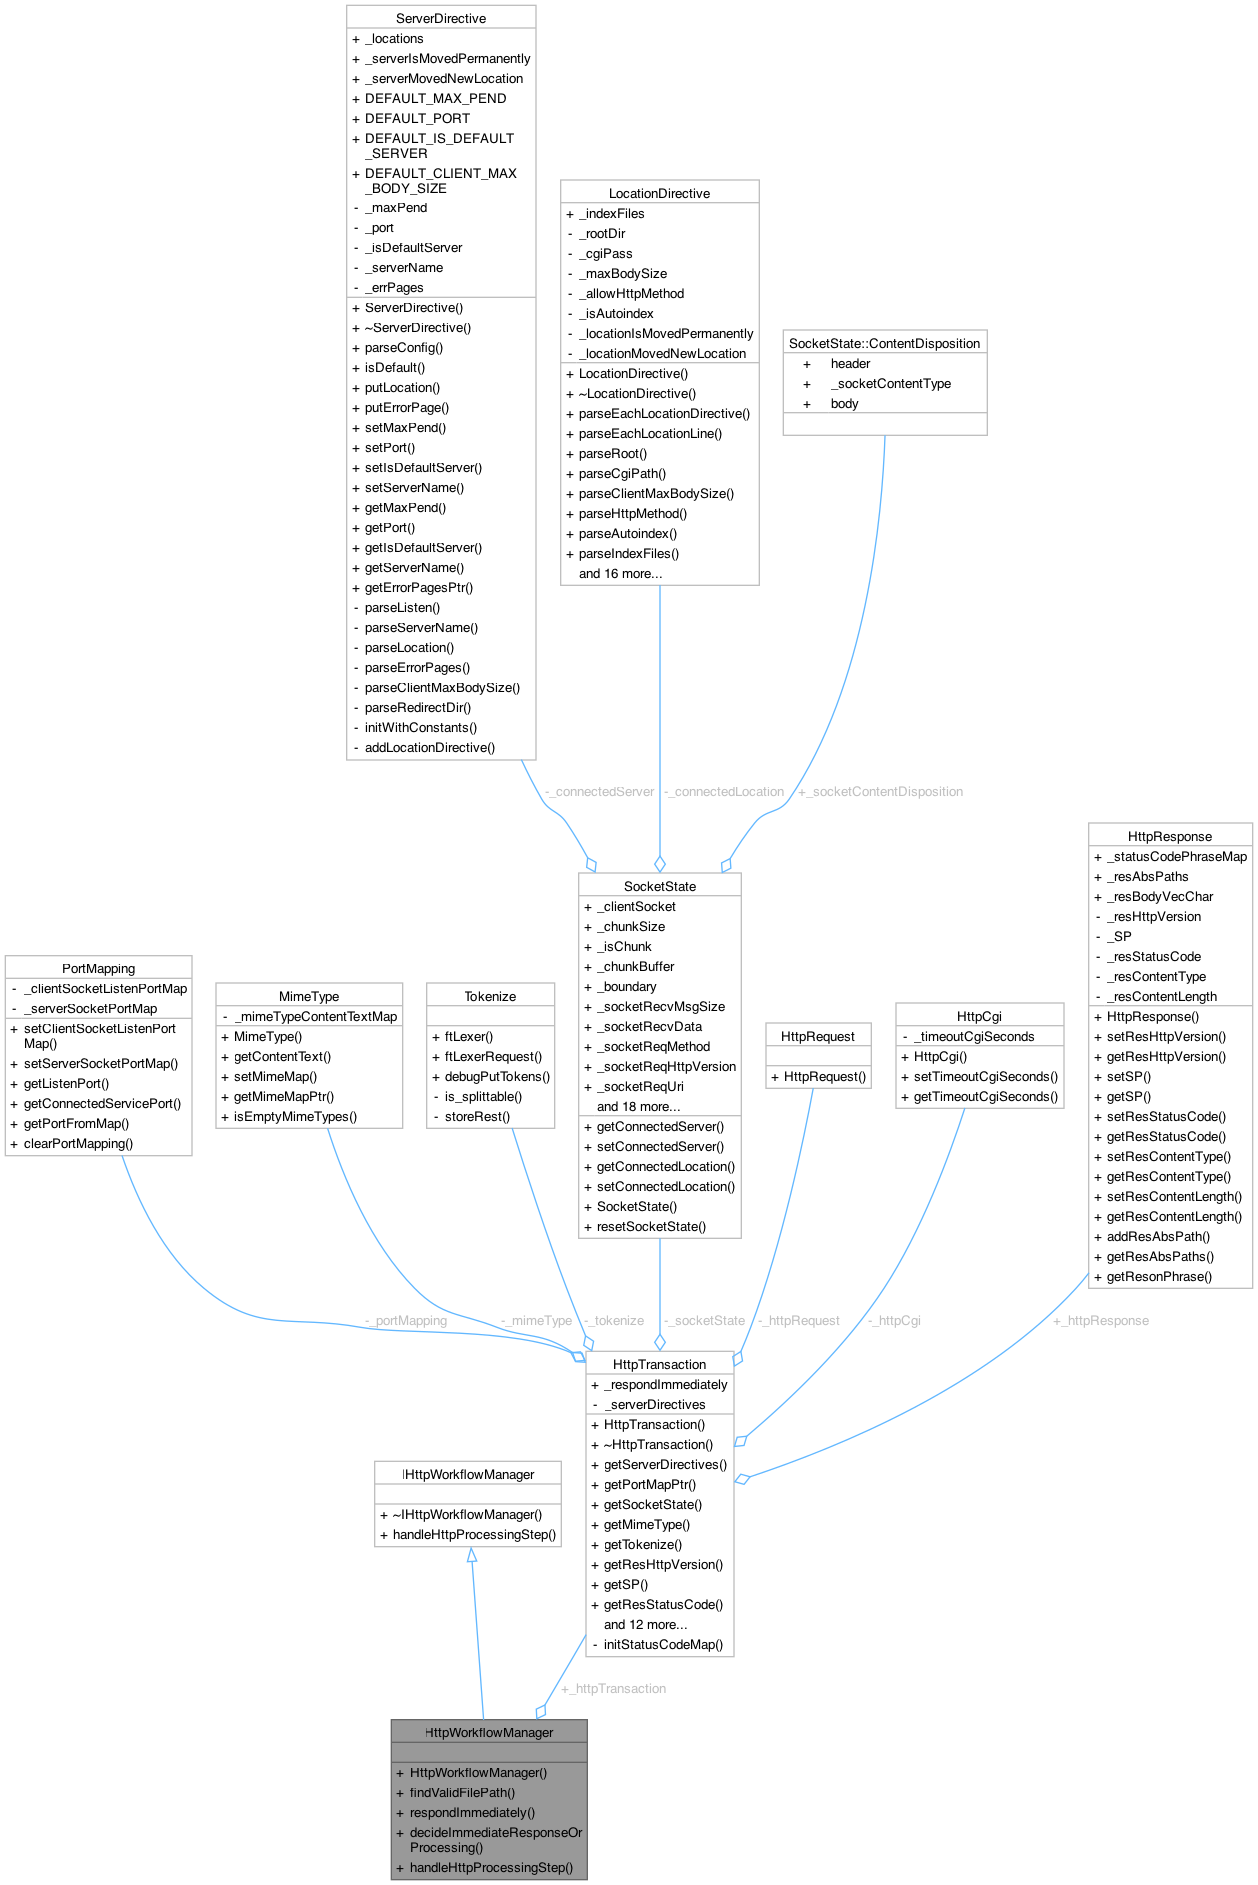 ServerDirective
+ _locations
+ _serverIsMovedPermanently
+ _serverMovedNewLocation
+ DEFAULT_MAX_PEND
+ DEFAULT_PORT
+ DEFAULT_IS_DEFAULT
_SERVER
+ DEFAULT_CLIENT_MAX
_BODY_SIZE
- _maxPend
- _port
- _isDefaultServer
- _serverName
- _errPages
+ ServerDirective()
+ ~ServerDirective()
+ parseConfig()
+ isDefault()
+ putLocation()
+ putErrorPage()
+ setMaxPend()
+ setPort()
+ setIsDefaultServer()
+ setServerName()
+ getMaxPend()
+ getPort()
+ getIsDefaultServer()
+ getServerName()
+ getErrorPagesPtr()
- parseListen()
- parseServerName()
- parseLocation()
- parseErrorPages()
- parseClientMaxBodySize()
- parseRedirectDir()
- initWithConstants()
- addLocationDirective()
LocationDirective
+ _indexFiles
- _rootDir
- _cgiPass
- _maxBodySize
- _allowHttpMethod
- _isAutoindex
- _locationIsMovedPermanently
- _locationMovedNewLocation
+ LocationDirective()
+ ~LocationDirective()
+ parseEachLocationDirective()
+ parseEachLocationLine()
+ parseRoot()
+ parseCgiPath()
+ parseClientMaxBodySize()
+ parseHttpMethod()
+ parseAutoindex()
+ parseIndexFiles()
and 16 more...
SocketState::ContentDisposition
+ header
+ _socketContentType
+ body
-_connectedServer
-_connectedLocation
+_socketContentDisposition
SocketState
+ _clientSocket
+ _chunkSize
+ _isChunk
+ _chunkBuffer
+ _boundary
+ _socketRecvMsgSize
+ _socketRecvData
+ _socketReqMethod
+ _socketReqHttpVersion
+ _socketReqUri
and 18 more...
+ getConnectedServer()
+ setConnectedServer()
+ getConnectedLocation()
+ setConnectedLocation()
+ SocketState()
+ resetSocketState()
HttpResponse
+ _statusCodePhraseMap
+ _resAbsPaths
+ _resBodyVecChar
- _resHttpVersion
- _SP
- _resStatusCode
- _resContentType
- _resContentLength
+ HttpResponse()
+ setResHttpVersion()
+ getResHttpVersion()
+ setSP()
+ getSP()
+ setResStatusCode()
+ getResStatusCode()
+ setResContentType()
+ getResContentType()
+ setResContentLength()
+ getResContentLength()
+ addResAbsPath()
+ getResAbsPaths()
+ getResonPhrase()
PortMapping
- _clientSocketListenPortMap
- _serverSocketPortMap
+ setClientSocketListenPort
Map()
+ setServerSocketPortMap()
+ getListenPort()
+ getConnectedServicePort()
+ getPortFromMap()
+ clearPortMapping()
MimeType
- _mimeTypeContentTextMap
+ MimeType()
+ getContentText()
+ setMimeMap()
+ getMimeMapPtr()
+ isEmptyMimeTypes()
Tokenize
+ ftLexer()
+ ftLexerRequest()
+ debugPutTokens()
- is_splittable()
- storeRest()
HttpRequest
+ HttpRequest()
HttpCgi
- _timeoutCgiSeconds
+ HttpCgi()
+ setTimeoutCgiSeconds()
+ getTimeoutCgiSeconds()
-_portMapping
-_mimeType
-_tokenize
-_socketState
-_httpRequest
-_httpCgi
+_httpResponse
HttpTransaction
+ _respondImmediately
- _serverDirectives
+ HttpTransaction()
+ ~HttpTransaction()
+ getServerDirectives()
+ getPortMapPtr()
+ getSocketState()
+ getMimeType()
+ getTokenize()
+ getResHttpVersion()
+ getSP()
+ getResStatusCode()
and 12 more...
- initStatusCodeMap()
IHttpWorkflowManager
+ ~IHttpWorkflowManager()
+ handleHttpProcessingStep()
+_httpTransaction
HttpWorkflowManager
+ HttpWorkflowManager()
+ findValidFilePath()
+ respondImmediately()
+ decideImmediateResponseOr
Processing()
+ handleHttpProcessingStep()